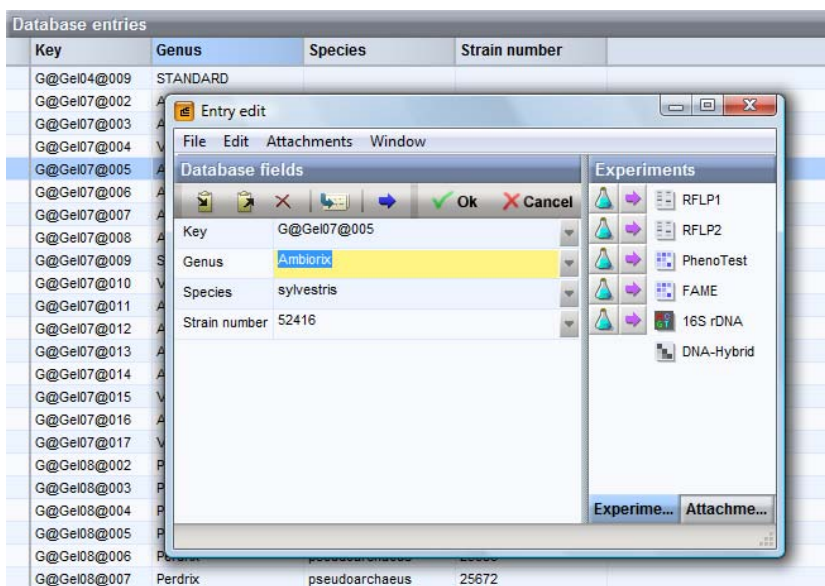 Database entries
Key Genus Species Strain number
G@Gel04@009 STANDARD
G@Gel07@002 A
G@Gel07@003 A
G@Gel07@004 V
G@Gel07@005 A
G@Gel07@006 A
G@Gel07@007 A
G@Gel07@008 A
G@Gel07@009 S
G@Gel07@010 V
G@Gel07@011 A
G@Gel07@012 A
G@Gel07@013 A
G@Gel07@014 A
G@Gel07@015 V
G@Gel07@016 A
G@Gel07@017 V
G@Gel08@002 P
G@Gel08@003 P
G@Gel08@004 P
G@Gel08@005 P
G@Gel08@006 Perdrix pseudoarchaeus
G@Gel08@007 Perdrix pseudoarchaeus 25672
Entry edit
File Edit Attachments Window
Database fields
Ok Cancel
Key G@Gel07@005
Genus Ambiorix
Species sylvestris
Strain number 52416
Experiments
RFLP1
RFLP2
PhenoTest
FAME
16S rDNA
DNA-Hybrid
Experime... Attachme...